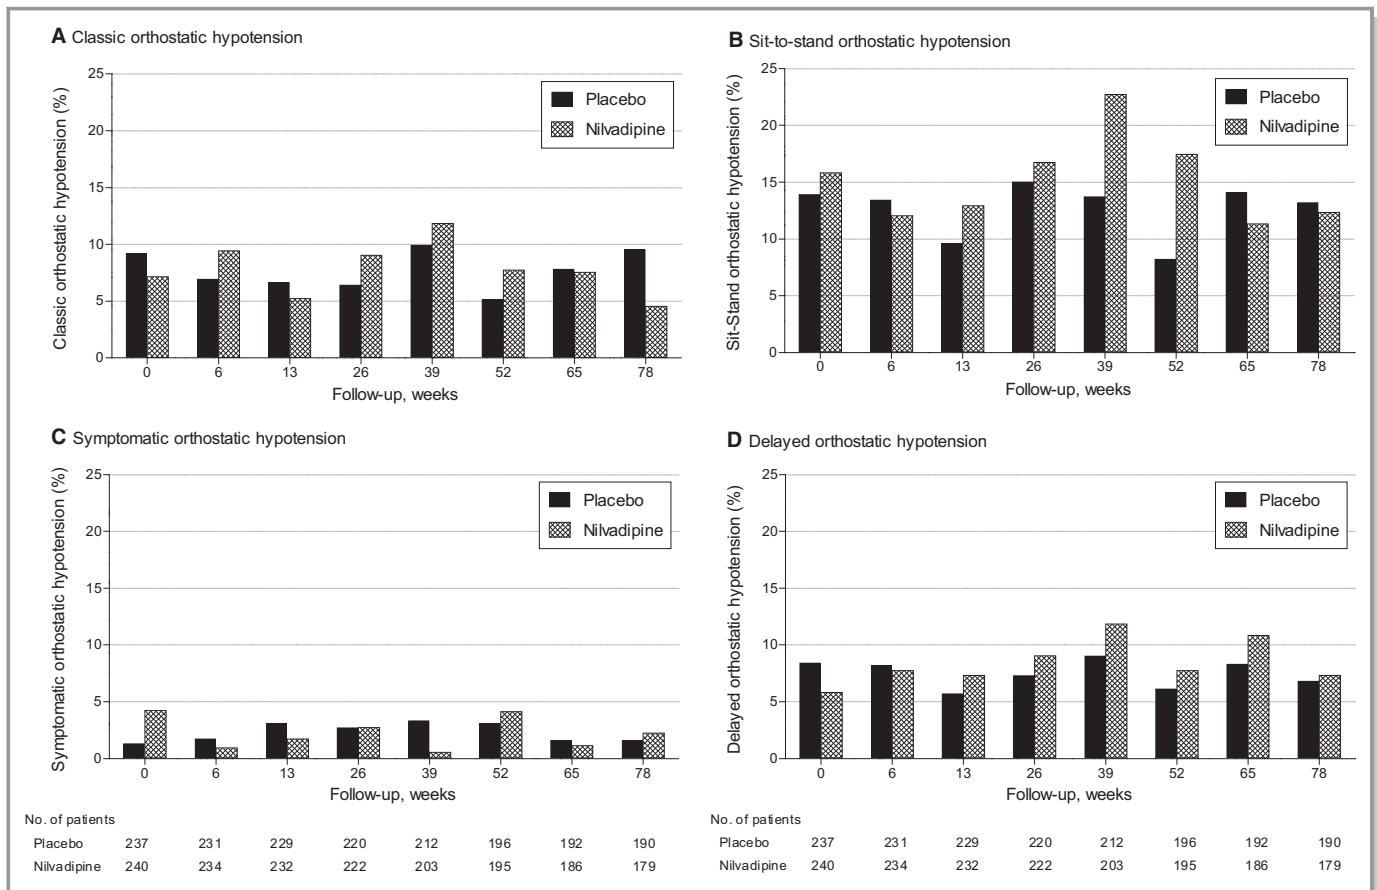 A Classic orthostatic hypotension
Classic orthostatic hypotension (%)
25
20
15
10
5
0
Placebo
Nilvadipine
0 6 13 26 39 52 65 78
Follow-up, weeks
B Sit-to-stand orthostatic hypotension
Sit-Stand orthostatic hypotension (%)
25
20
15
10
5
0
Placebo
Nilvadipine
0 6 13 26 39 52 65 78
Follow-up, weeks
C Symptomatic orthostatic hypotension
Symptomatic orthostatic hypotension (%)
25
20
15
10
5
0
Placebo
Nilvadipine
0 6 13 26 39 52 65 78
Follow-up, weeks
No. of patients
Placebo 237 231 229 220 212 196 192 190
Nilvadipine 240 234 232 222 203 195 186 179
D Delayed orthostatic hypotension
Delayed orthostatic hypotension (%)
25
20
15
10
5
0
Placebo
Nilvadipine
0 6 13 26 39 52 65 78
Follow-up, weeks
No. of patients
Placebo 237 231 229 220 212 196 192 190
Nilvadipine 240 234 232 222 203 195 186 179